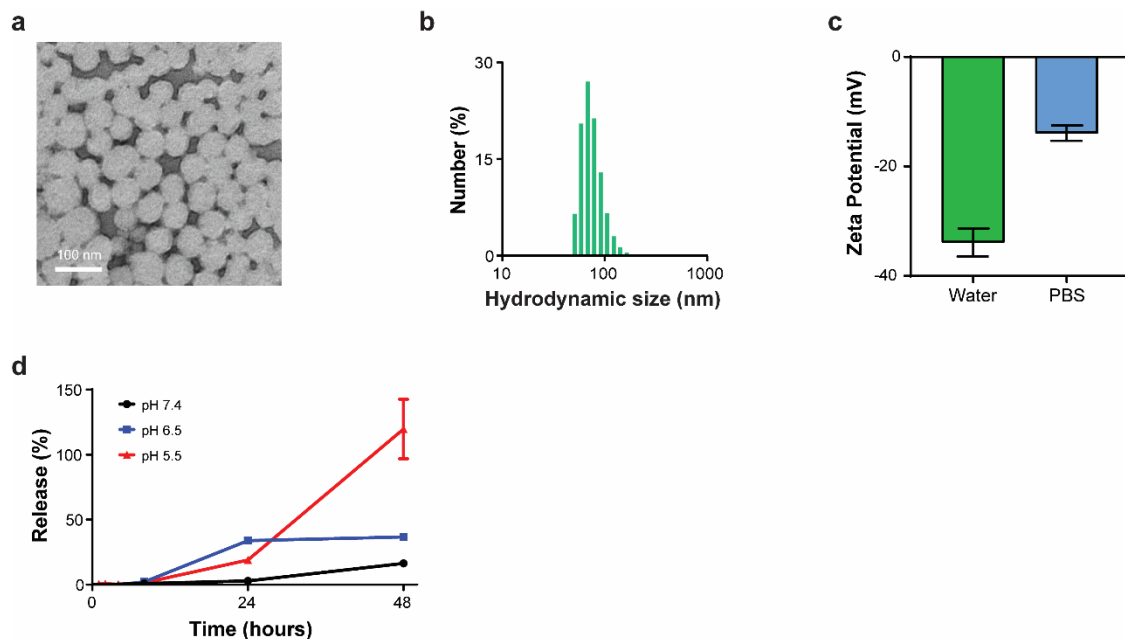 a
100 nm
b
30
15
0
Number (%)
10
100
1000
Hydrodynamic size (nm)
c
0
-20
-40
Zeta Potential (mV)
Water
PBS
d
150
100
50
0
Release (%)
pH 7.4
pH 6.5
pH 5.5
0
24
48
Time (hours)